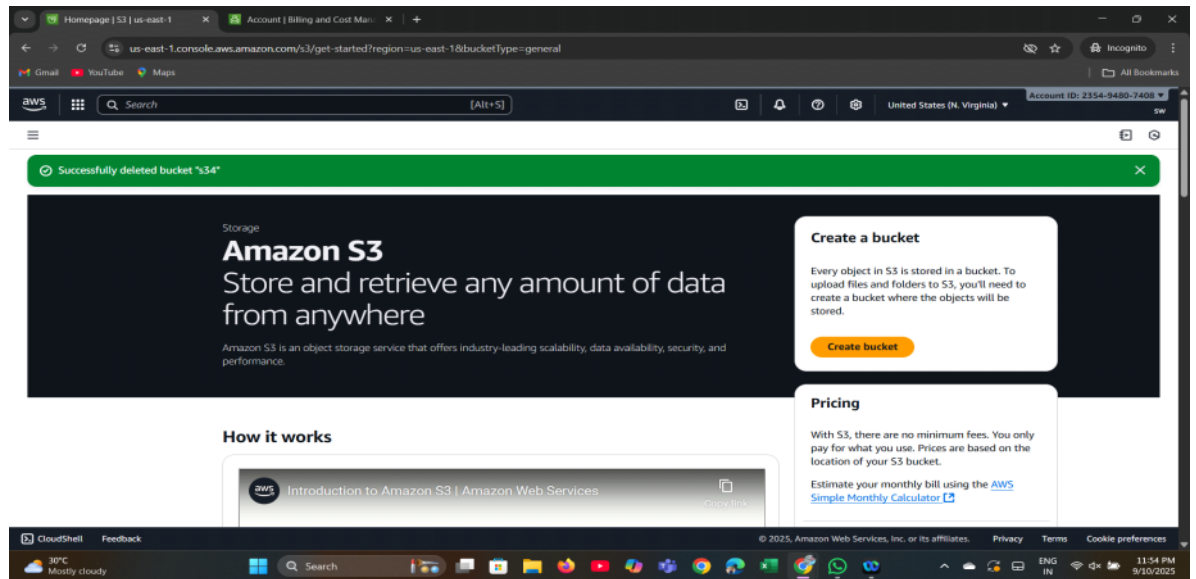 Homepage | S3 | us-east-1
Account | Billing and Cost Man
us-east-1.console.aws.amazon.com/s3/get-started?region=us-east-1&bucketType=general
Incognito
Gmail YouTube Maps
All Bookmarks
aws
Search [Alt+S]
United States (N. Virginia)
Account ID: 2354-9480-7408
sw
Successfully deleted bucket "s34"
Storage
Amazon S3
Store and retrieve any amount of data
from anywhere
Amazon S3 is an object storage service that offers industry-leading scalability, data availability, security, and
performance.
Create a bucket
Every object in S3 is stored in a bucket. To
upload files and folders to S3, you'll need to
create a bucket where the objects will be
stored.
Create bucket
Pricing
With S3, there are no minimum fees. You only
pay for what you use. Prices are based on the
location of your S3 bucket.
Estimate your monthly bill using the AWS
Simple Monthly Calculator
How it works
aws
Introduction to Amazon S3 | Amazon Web Services
Copy link
CloudShell Feedback
© 2025, Amazon Web Services, Inc. or its affiliates. Privacy Terms Cookie preferences
30°C
Mostly cloudy
Search
ENG
IN
11:54 PM
9/10/2025